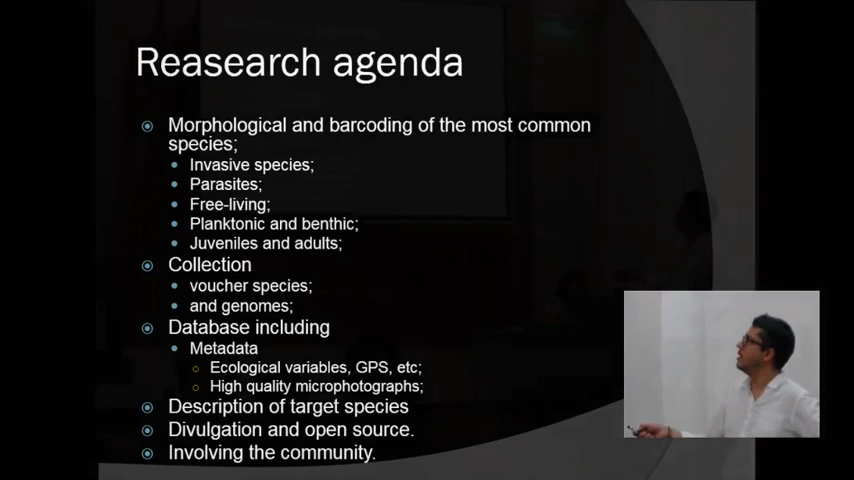 Reasearch agenda
Morphological and barcoding of the most common
species;
Invasive species;
Parasites;
Free-living;
Planktonic and benthic;
Juveniles and adults;
Collection
voucher species;
and genomes;
Database including
Metadata
Ecological variables, GPS, etc;
High quality microphotographs;
Description of target species
Divulgation and open source.
Involving the community.